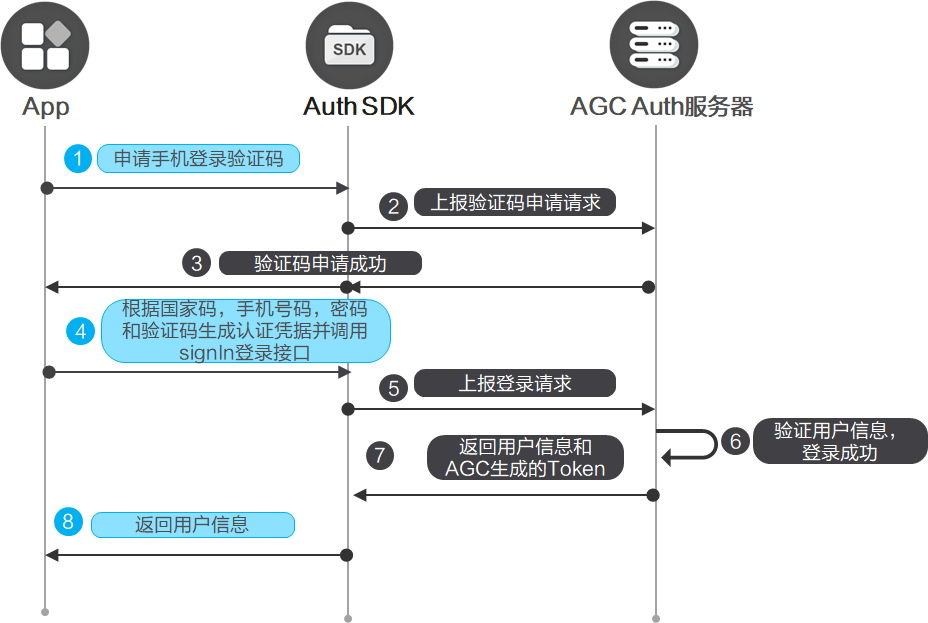 SDK
App
Auth SDK
AGC Auth服务器
1
申请手机登录验证码
2
上报验证码申请请求
3
验证码申请成功
4
根据国家码，手机号码，密码
和验证码生成认证凭据并调用
signIn登录接口
5
上报登录请求
6
验证用户信息，
登录成功
7
返回用户信息和
AGC生成的Token
8
返回用户信息